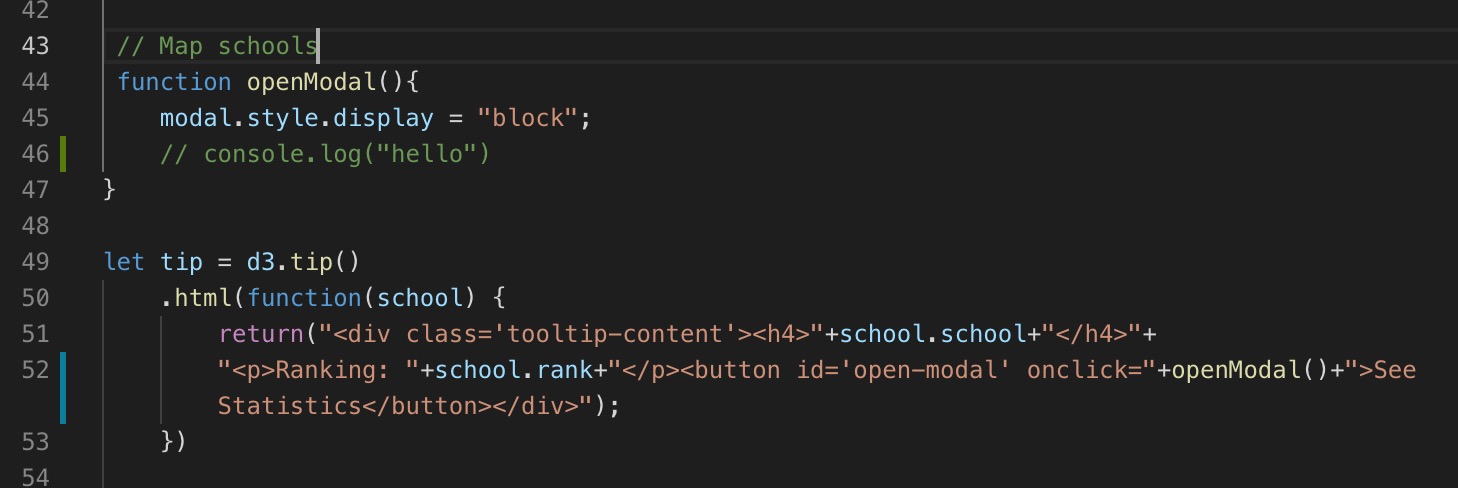 42
43 // Map schools
44 function openModal(){
45 modal.style.display = "block";
46 // console.log("hello")
47 }
48
49 let tip = d3.tip()
50 .html(function(school) {
51 return("<div class='tooltip-content'><h4>"+school.school+"</h4>"+
52 "<p>Ranking: "+school.rank+"</p><button id='open-modal' onclick="+openModal()+">See
Statistics</button></div>");
53 })
54